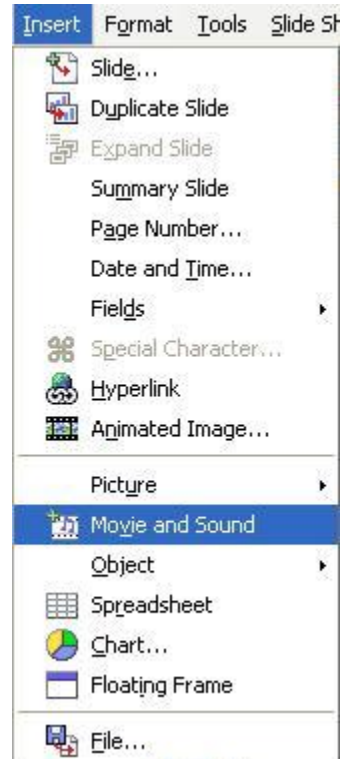 Insert Format Tools Slide Sh
Slide...
Duplicate Slide
Expand Slide
Summary Slide
Page Number...
Date and Time...
Fields
Special Character...
Hyperlink
Animated Image...
Picture
Movie and Sound
Object
Spreadsheet
Chart...
Floating Frame
File...